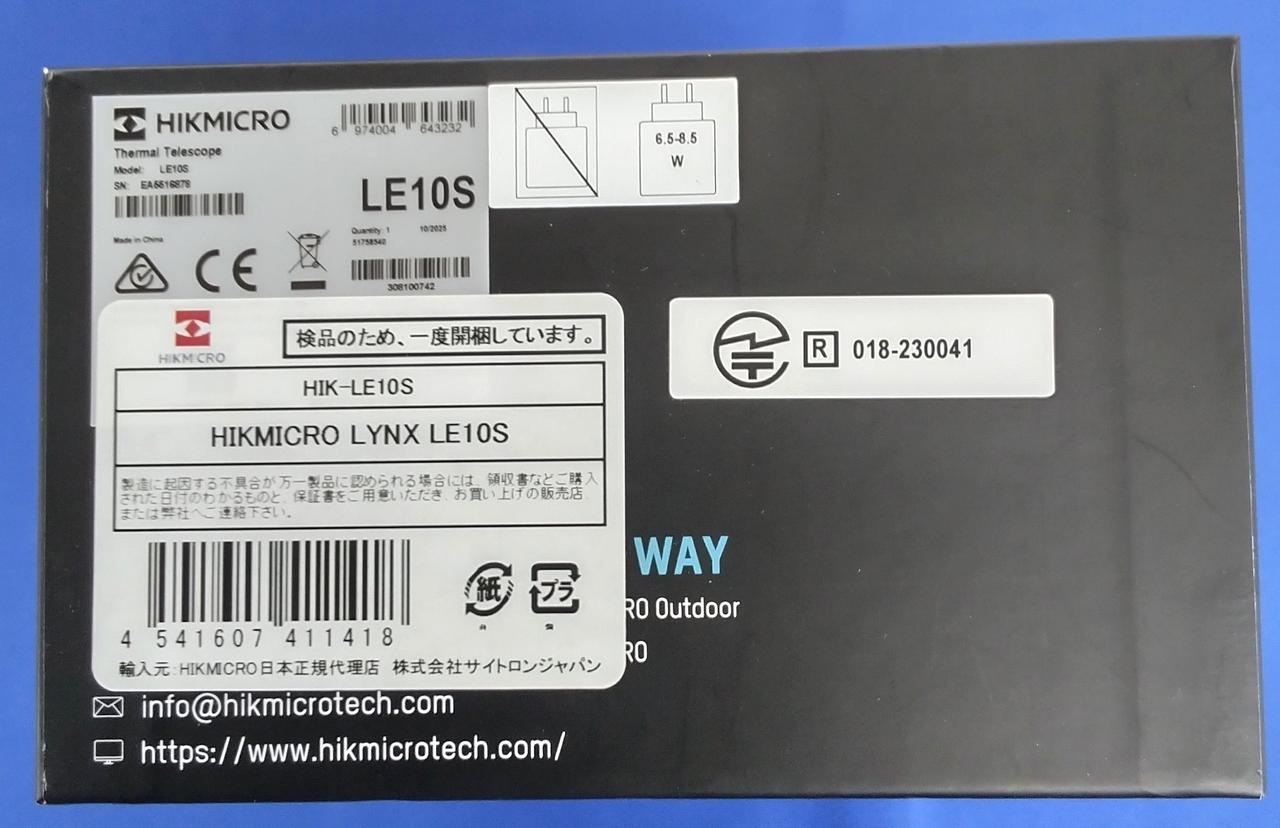 HIKMICRO
6 974004 643232
Thermal Telescope
Model: LE10S
SN: EA6616878
LE10S
Made in China
Quantity: 1 10/2025
51758540
CE
308100742
6.5-8.5
W
HIKMICRO
検品のため、一度開梱しています。
HIK-LE10S
HIKMICRO LYNX LE10S
製造に起因する不具合が万一製品に認められる場合には、領収書などご購入
された日付のわかるものと、保証書をご用意いただき、お買い上げの販売店、
または弊社へご連絡下さい。
4 541607 411418
紙
プラ
輸入元:HIKMICRO日本正規代理店 株式会社サイトロンジャパン
R 018-230041
WAY
RO Outdoor
RO
info@hikmicrotech.com
https://www.hikmicrotech.com/